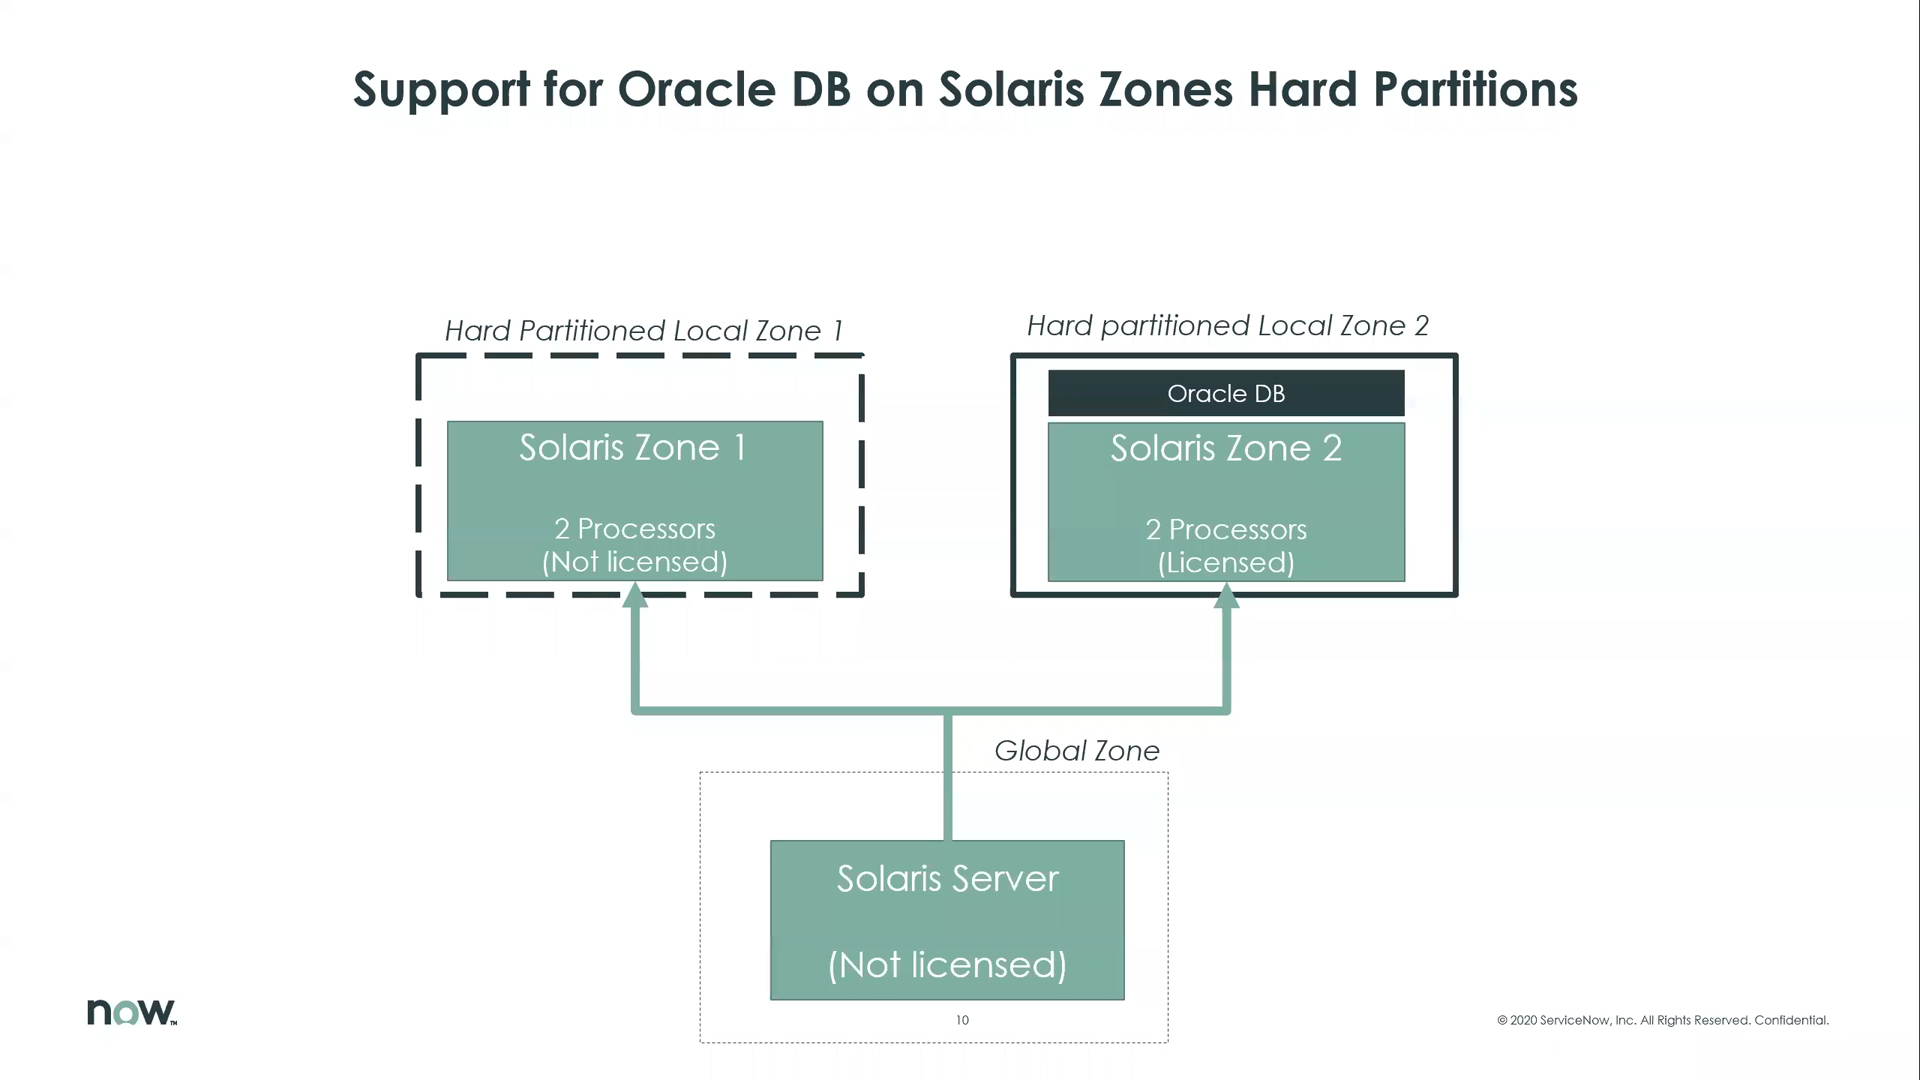 Support for Oracle DB on Solaris Zones Hard Partitions
Hard Partitioned Local Zone 1
Hard partitioned Local Zone 2
Oracle DB
Solaris Zone 1
2 Processors
(Not licensed)
Solaris Zone 2
2 Processors
(Licensed)
Global Zone
Solaris Server
(Not licensed)
now™
10
© 2020 ServiceNow, Inc. All Rights Reserved. Confidential.